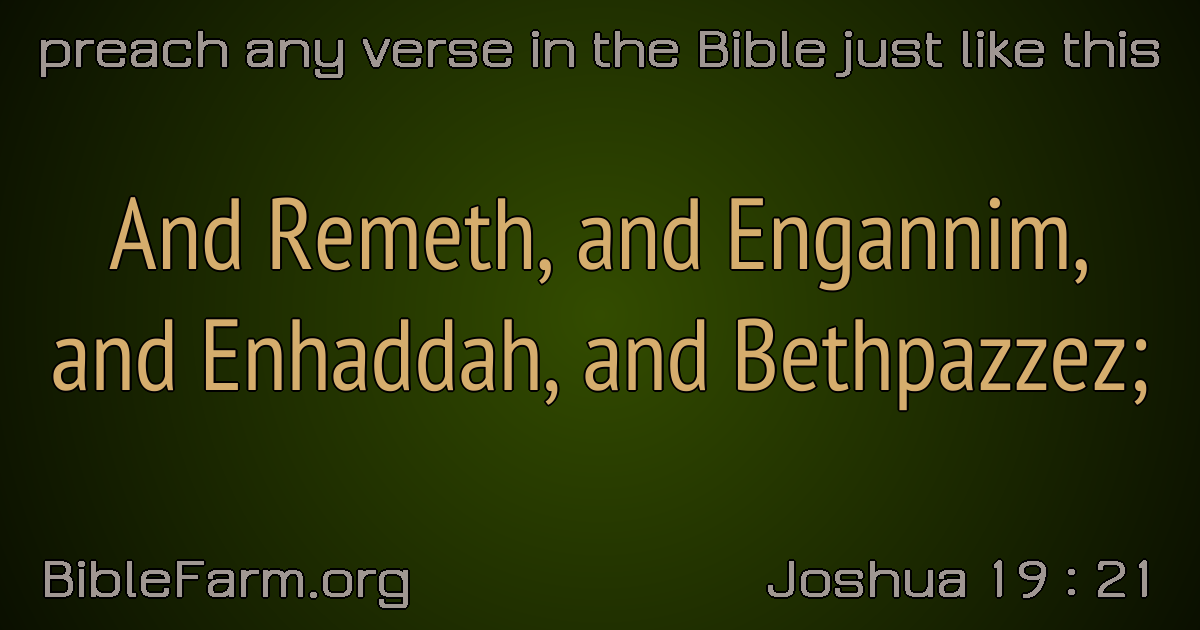 preach any verse in the Bible just like this
And Remeth, and Engannim,
and Enhaddah, and Bethpazzez;
BibleFarm.org
Joshua 19 : 21